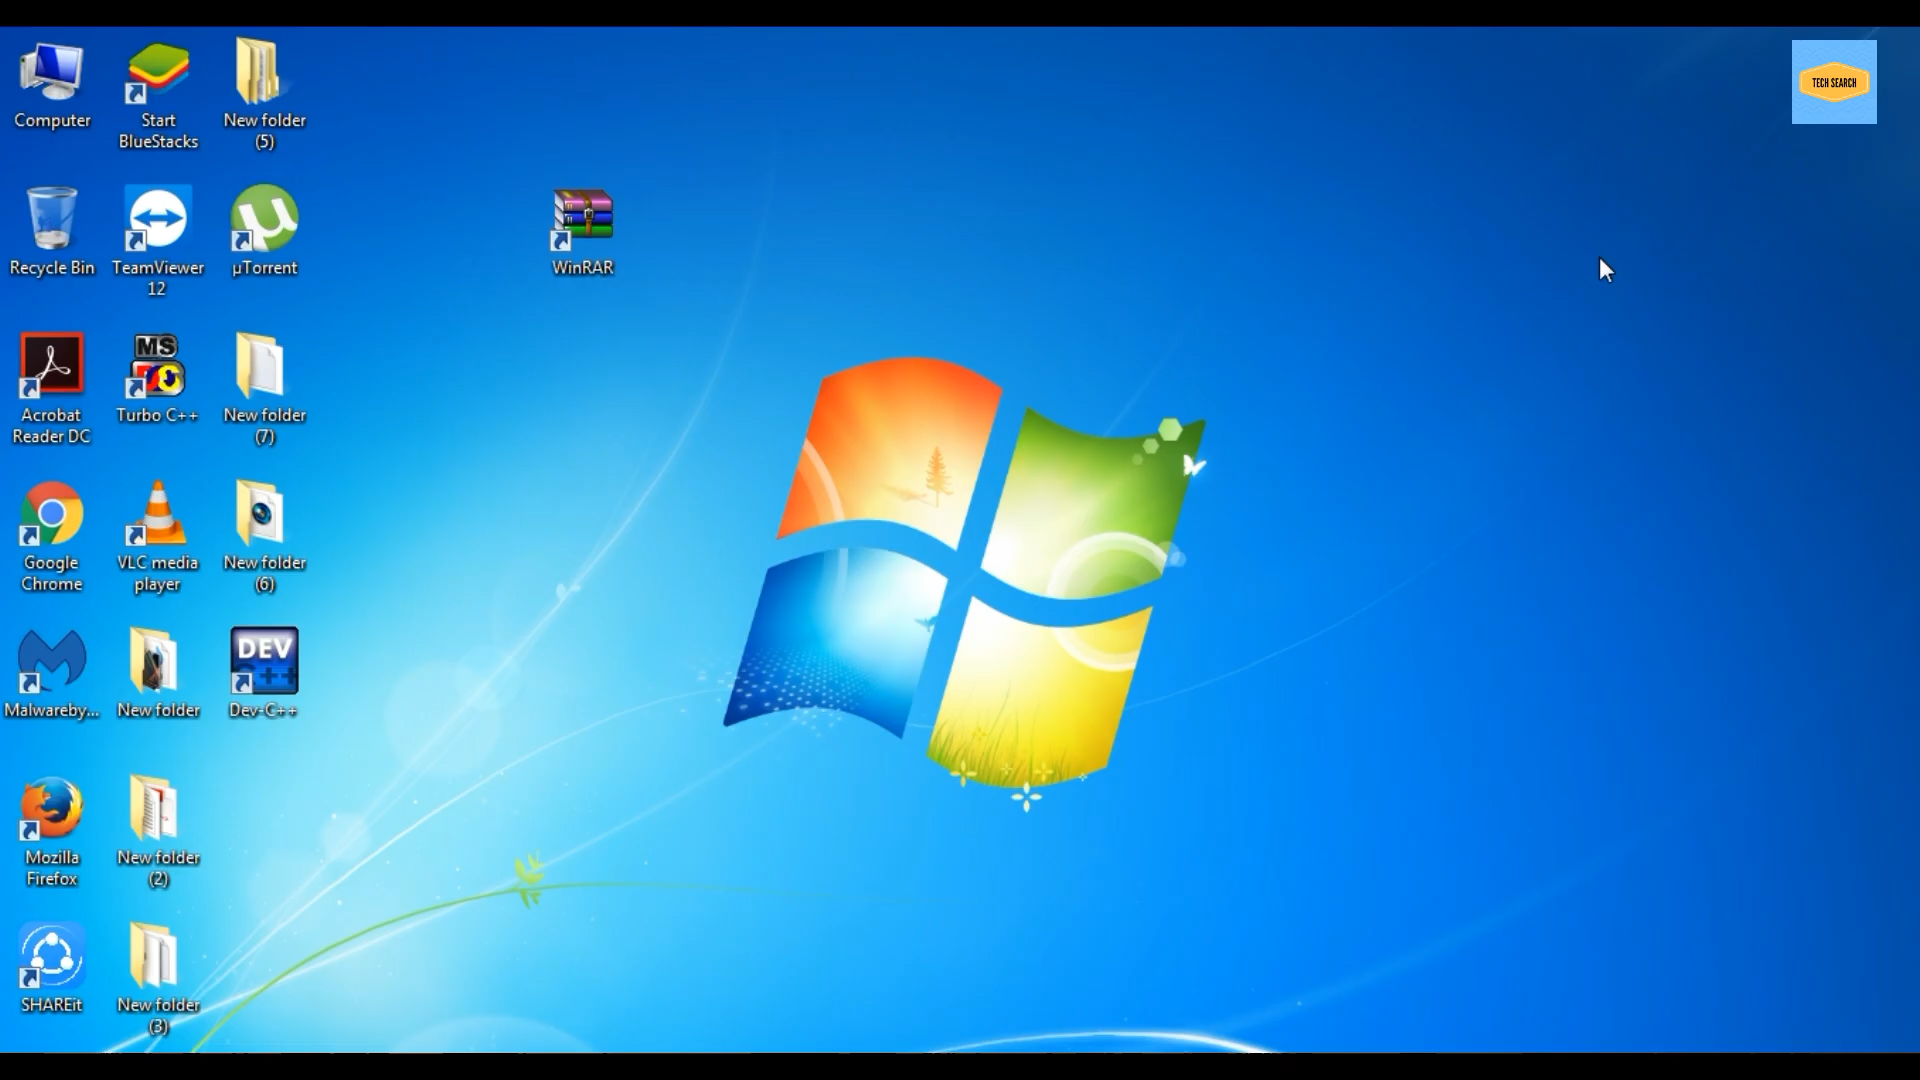 Computer
Start
BlueStacks
New folder
(5)
TECH SEARCH
Recycle Bin
TeamViewer
12
µ
µTorrent
WinRAR
Acrobat
Reader DC
MS
Turbo C++
New folder
(7)
Google
Chrome
VLC media
player
New folder
(6)
Malwareby...
New folder
DEV
C++
Dev-C++
Mozilla
Firefox
New folder
(2)
SHAREit
New folder
(3)